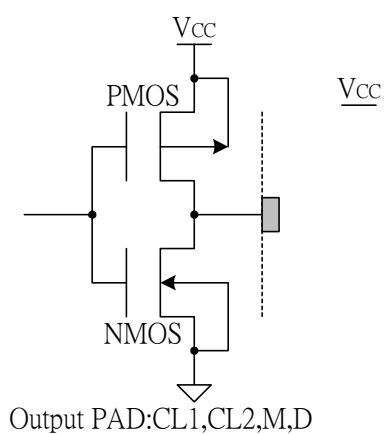 VCC
PMOS
VCC
NMOS
Output PAD:CL1,CL2,M,D